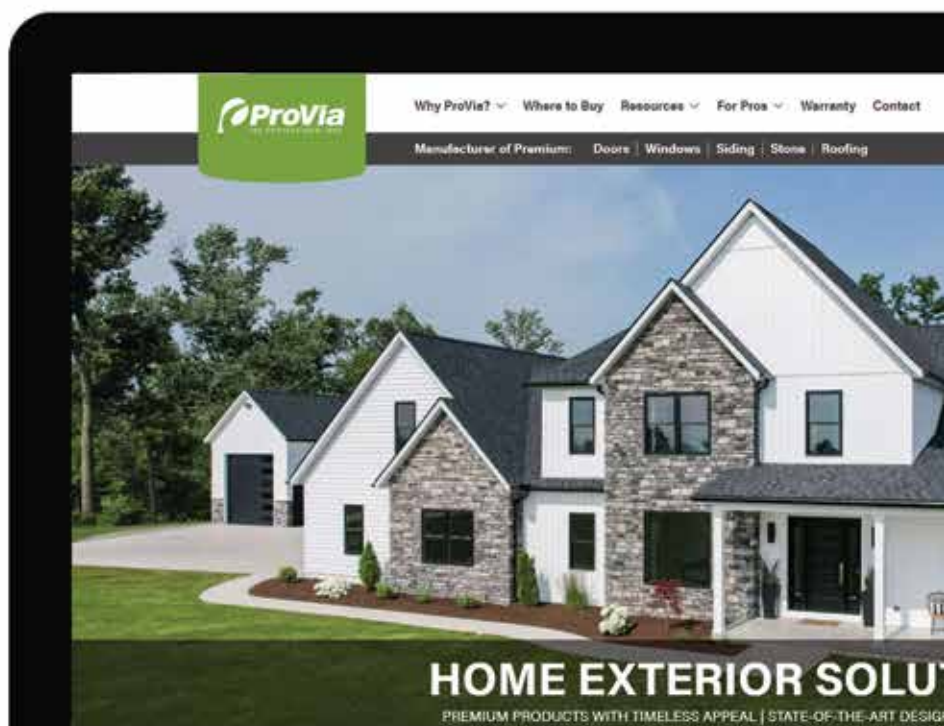 ProVia
Why ProVia? Where to Buy Resources For Pros Warranty Contact
Manufacturer of Premium: Doors | Windows | Siding | Stone | Roofing
HOME EXTERIOR SOLU
PREMIUM PRODUCTS WITH TIMELESS APPEAL | STATE-OF-THE-ART DESIG